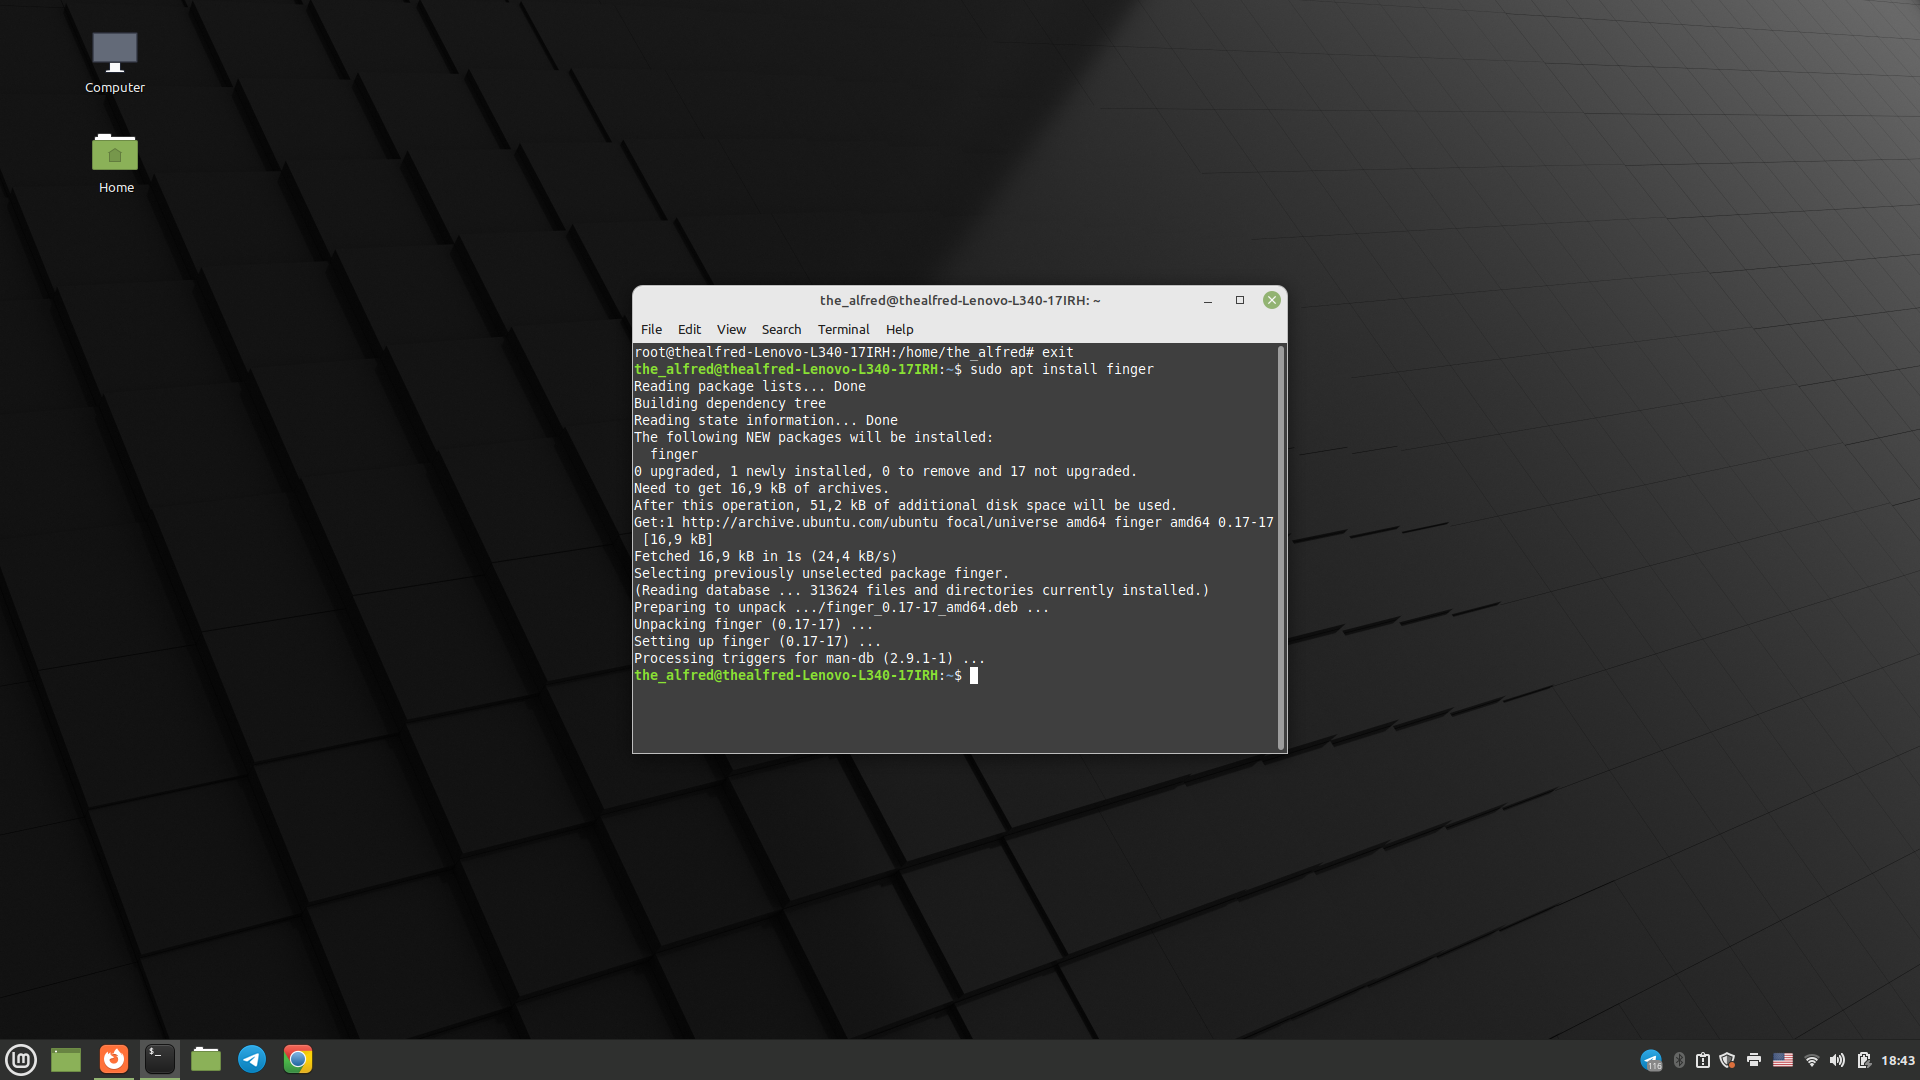 Computer
Home
the_alfred@thealfred-Lenovo-L340-17IRH: ~
File Edit View Search Terminal Help
root@thealfred-Lenovo-L340-17IRH:/home/the_alfred# exit
the_alfred@thealfred-Lenovo-L340-17IRH:~$ sudo apt install finger
Reading package lists... Done
Building dependency tree
Reading state information... Done
The following NEW packages will be installed:
  finger
0 upgraded, 1 newly installed, 0 to remove and 17 not upgraded.
Need to get 16,9 kB of archives.
After this operation, 51,2 kB of additional disk space will be used.
Get:1 http://archive.ubuntu.com/ubuntu focal/universe amd64 finger amd64 0.17-17
 [16,9 kB]
Fetched 16,9 kB in 1s (24,4 kB/s)
Selecting previously unselected package finger.
(Reading database ... 313624 files and directories currently installed.)
Preparing to unpack .../finger_0.17-17_amd64.deb ...
Unpacking finger (0.17-17) ...
Setting up finger (0.17-17) ...
Processing triggers for man-db (2.9.1-1) ...
the_alfred@thealfred-Lenovo-L340-17IRH:~$
lm $_ 116 18:43